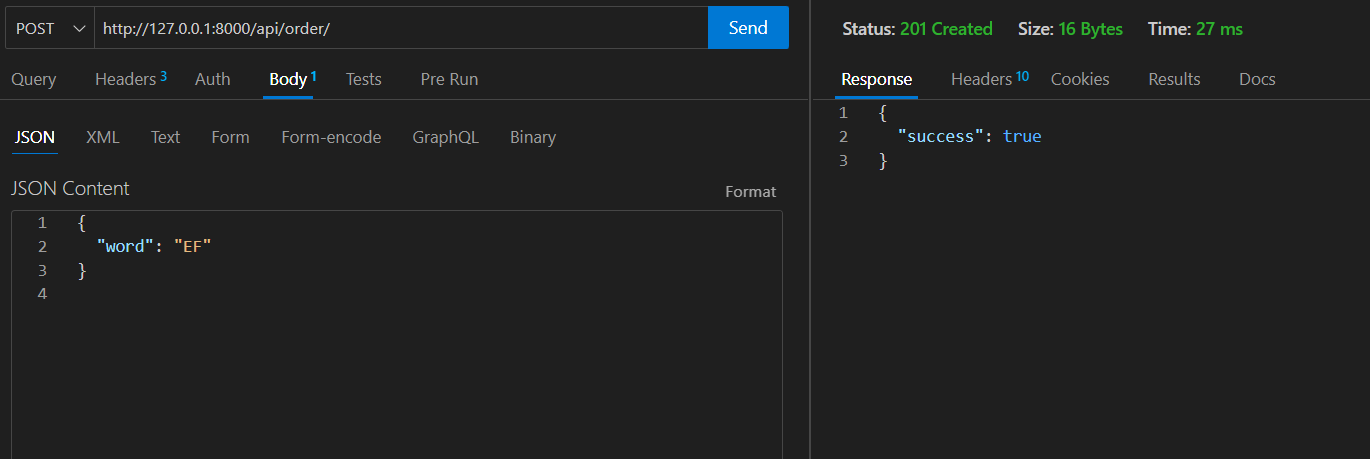 POST http://127.0.0.1:8000/api/order/ Send
Query Headers 3 Auth Body 1 Tests Pre Run
JSON XML Text Form Form-encode GraphQL Binary
JSON Content Format
1 {
2 "word": "EF"
3 }
4
Status: 201 Created Size: 16 Bytes Time: 27 ms
Response Headers 10 Cookies Results Docs
1 {
2 "success": true
3 }